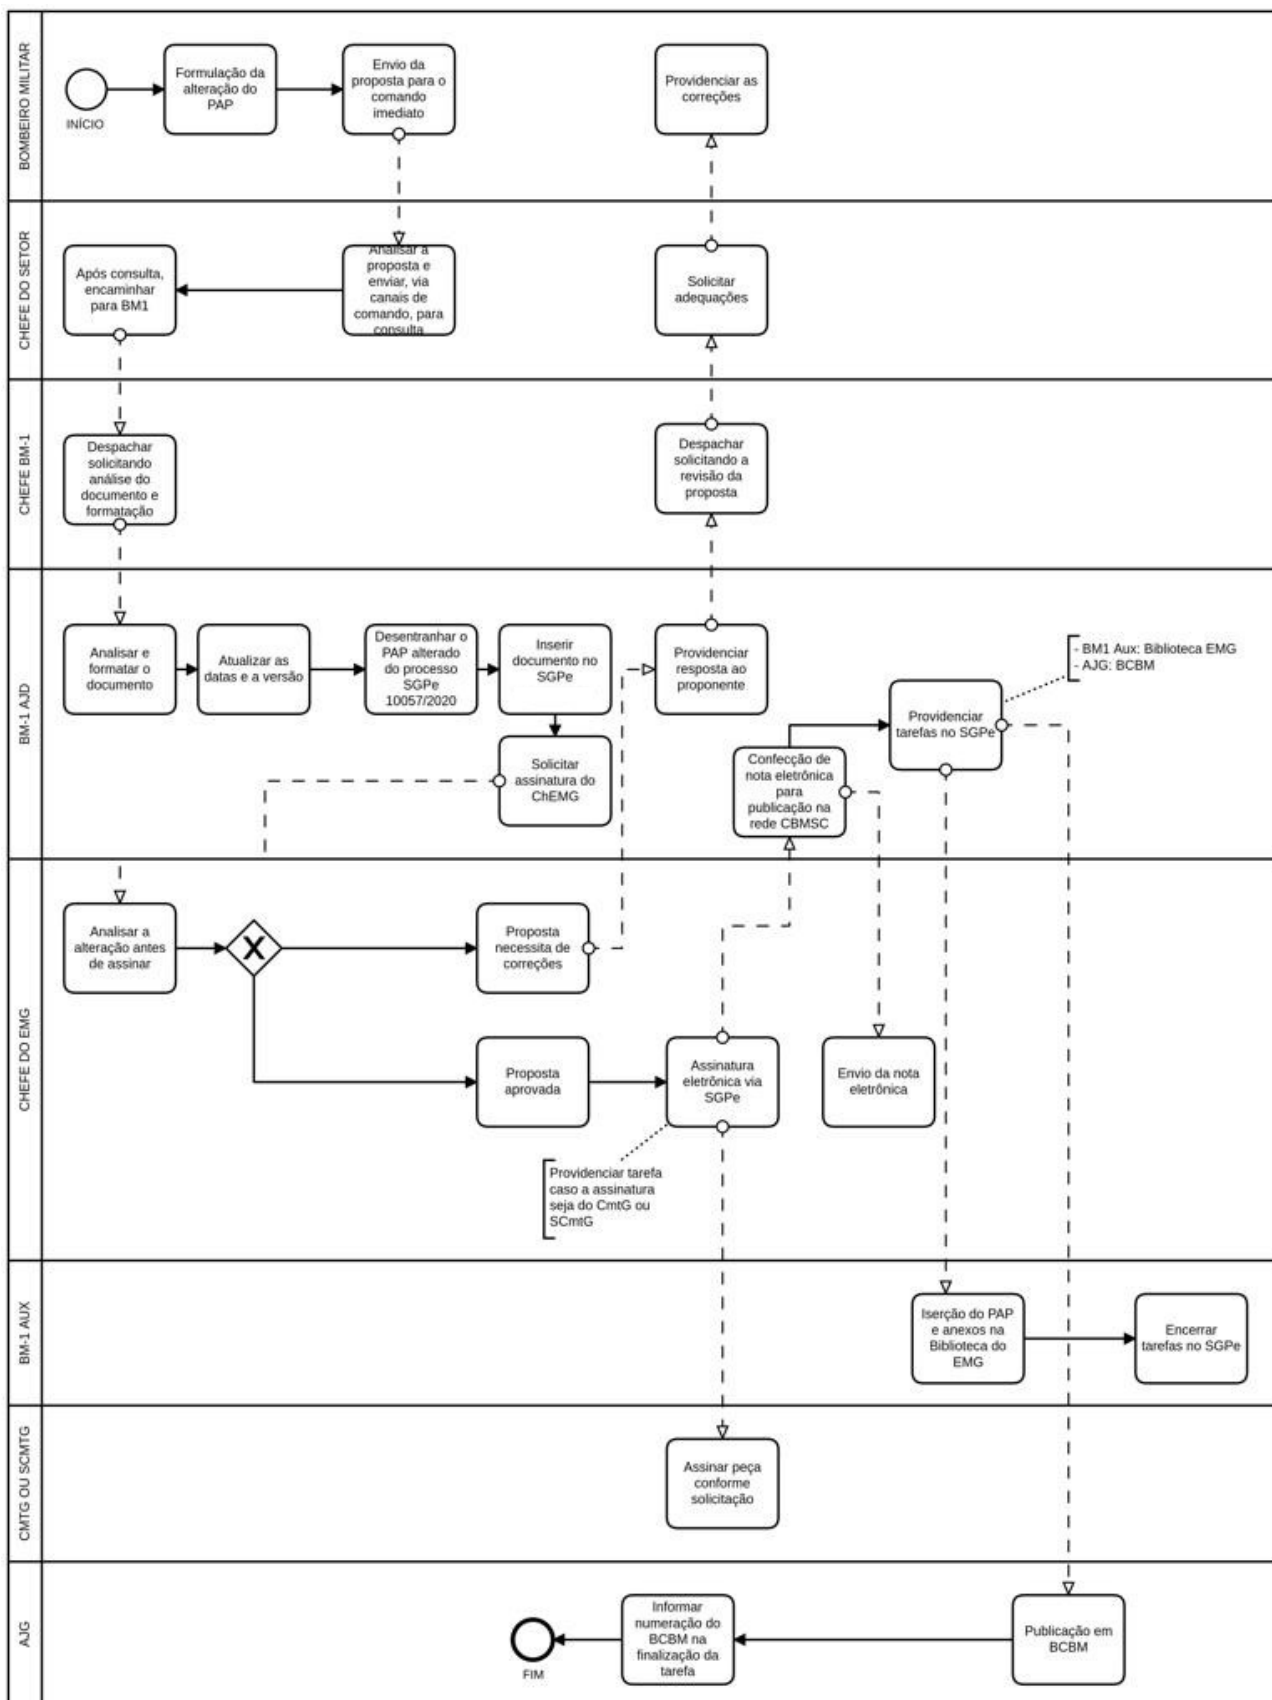 BOMBEIRO MILITAR
INÍCIO
Formulação da
alteração do
PAP
Envio da
proposta para o
comando
imediato
Providenciar as
correções
CHEFE DO SETOR
Após consulta,
encaminhar
para BM1
Analisar a
proposta e
enviar, via
canais de
comando, para
consulta
Solicitar
adequações
CHEFE BM-1
Despachar
solicitando
análise do
documento e
formatação
Despachar
solicitando a
revisão da
proposta
BM-1 AJD
Analisar e
formatar o
documento
Atualizar as
datas e a versão
Desentranhar o
PAP alterado
do processo
SGPe
10057/2020
Inserir
documento no
SGPe
Solicitar
assinatura do
ChEMG
Providenciar
resposta ao
proponente
Confecção de
nota eletrônica
para
publicação na
rede CBMSC
Providenciar
tarefas no SGPe
- BM1 Aux: Biblioteca EMG
- AJG: BCBM
CHEFE DO EMG
Analisar a
alteração antes
de assinar
X
Proposta
necessita de
correções
Proposta
aprovada
Assinatura
eletrônica via
SGPe
Envio da nota
eletrônica
Providenciar tarefa
caso a assinatura
seja do CmtG ou
SCmtG
BM-1 AUX
Iserção do PAP
e anexos na
Biblioteca do
EMG
Encerrar
tarefas no SGPe
CMTG OU SCMTG
Assinar peça
conforme
solicitação
AJG
FIM
Informar
numeração do
BCBM na
finalização da
tarefa
Publicação em
BCBM